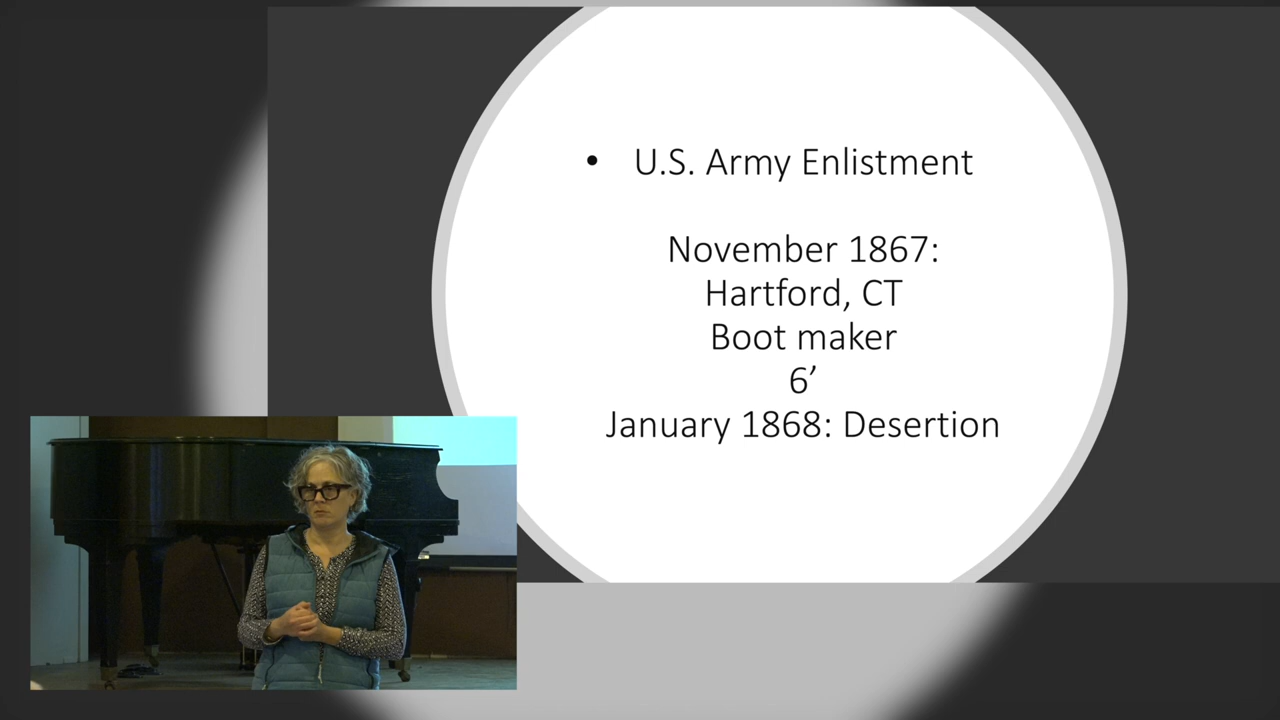 • U.S. Army Enlistment
November 1867:
Hartford, CT
Boot maker
6’
January 1868: Desertion